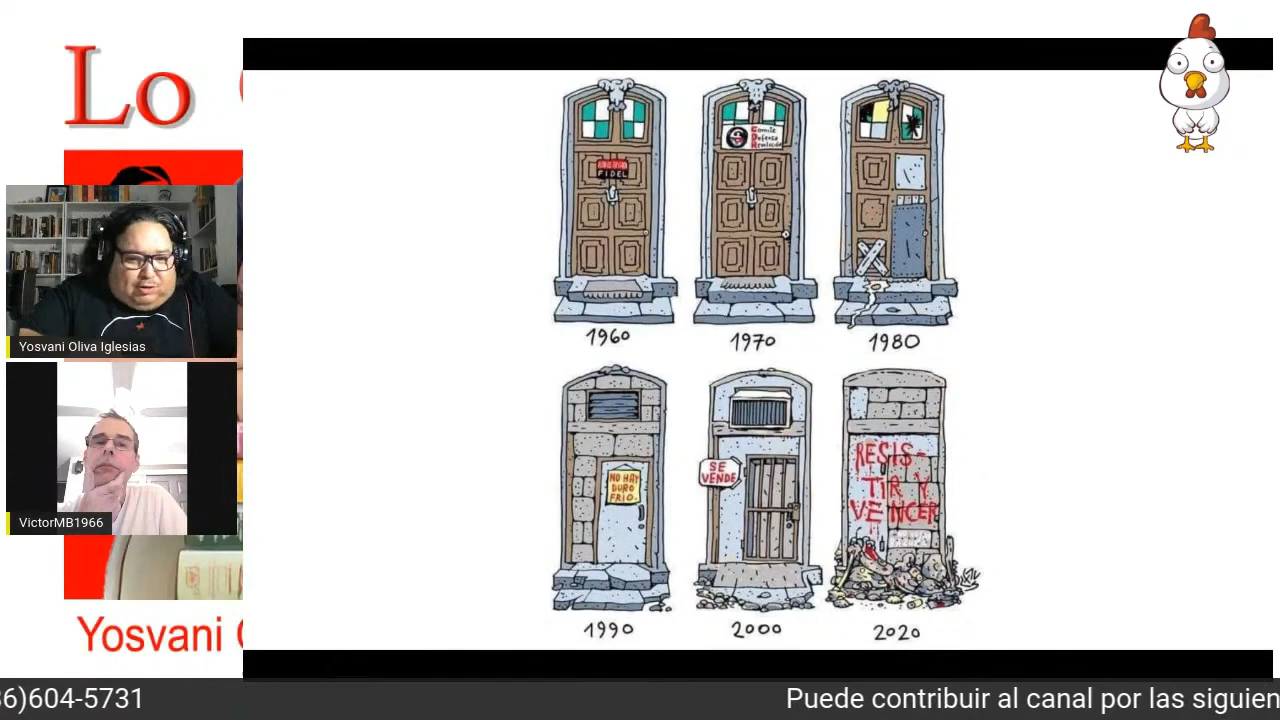 Lo
Yosvani Oliva Iglesias
VictorMB1966
Yosvani
FIDEL
1960
Comite
Defensa
Revolución
1970
1980
NO HAY
DURO
FRIO.
1990
SE
VENDE
2000
RESIS-
TIR Y
VENCER
2020
6)604-5731
Puede contribuir al canal por las siguien